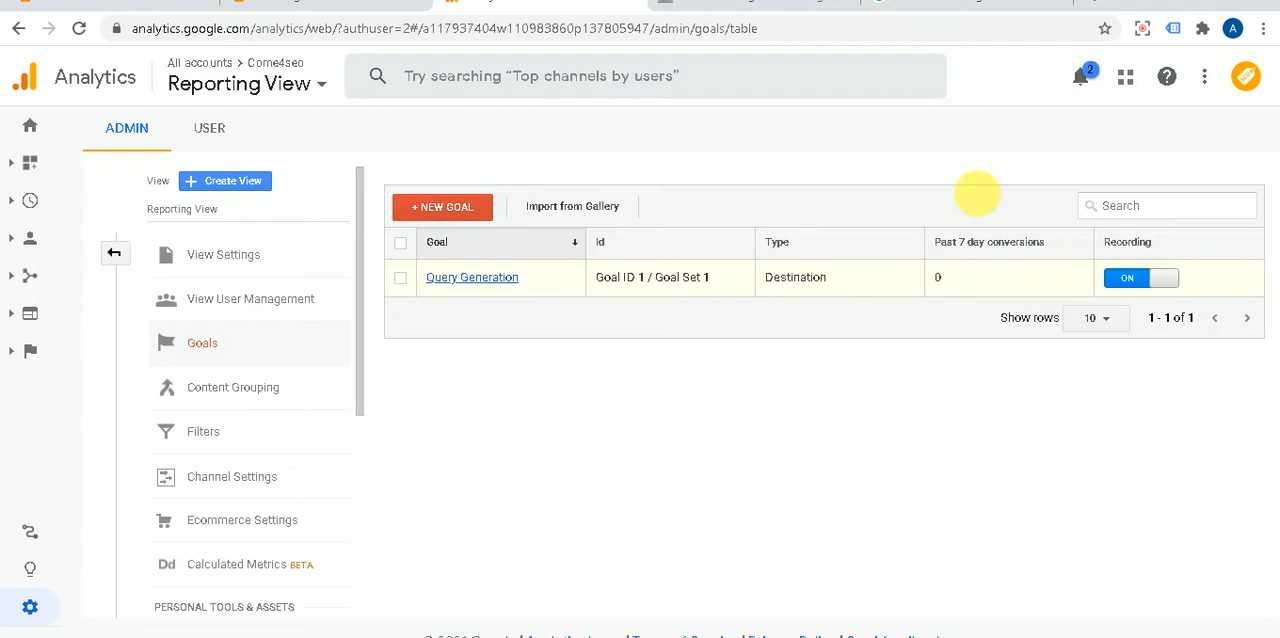 analytics.google.com/analytics/web/?authuser=2#/a117937404w110983860p137805947/admin/goals/table
A
Analytics
All accounts > Come4seo
Reporting View
Try searching “Top channels by users”
2
ADMIN
USER
View
+ Create View
Reporting View
View Settings
View User Management
Goals
Content Grouping
Filters
Channel Settings
Ecommerce Settings
Dd Calculated Metrics BETA
PERSONAL TOOLS & ASSETS
+ NEW GOAL
Import from Gallery
Search
Goal
Id
Type
Past 7 day conversions
Recording
Query Generation
Goal ID 1 / Goal Set 1
Destination
0
ON
Show rows
10
1 - 1 of 1